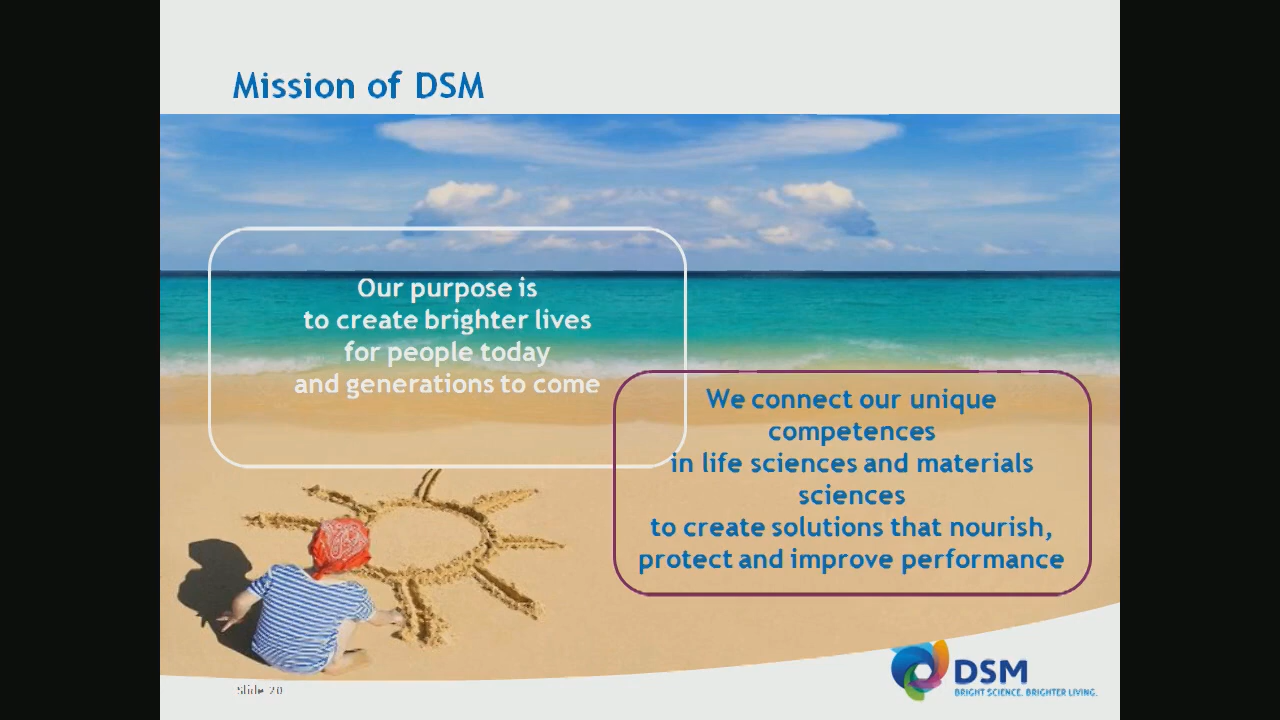 Mission of DSM
Our purpose is
to create brighter lives
for people today
and generations to come
We connect our unique
competences
in life sciences and materials
sciences
to create solutions that nourish,
protect and improve performance
DSM
BRIGHT SCIENCE. BRIGHTER LIVING.
Slide 20